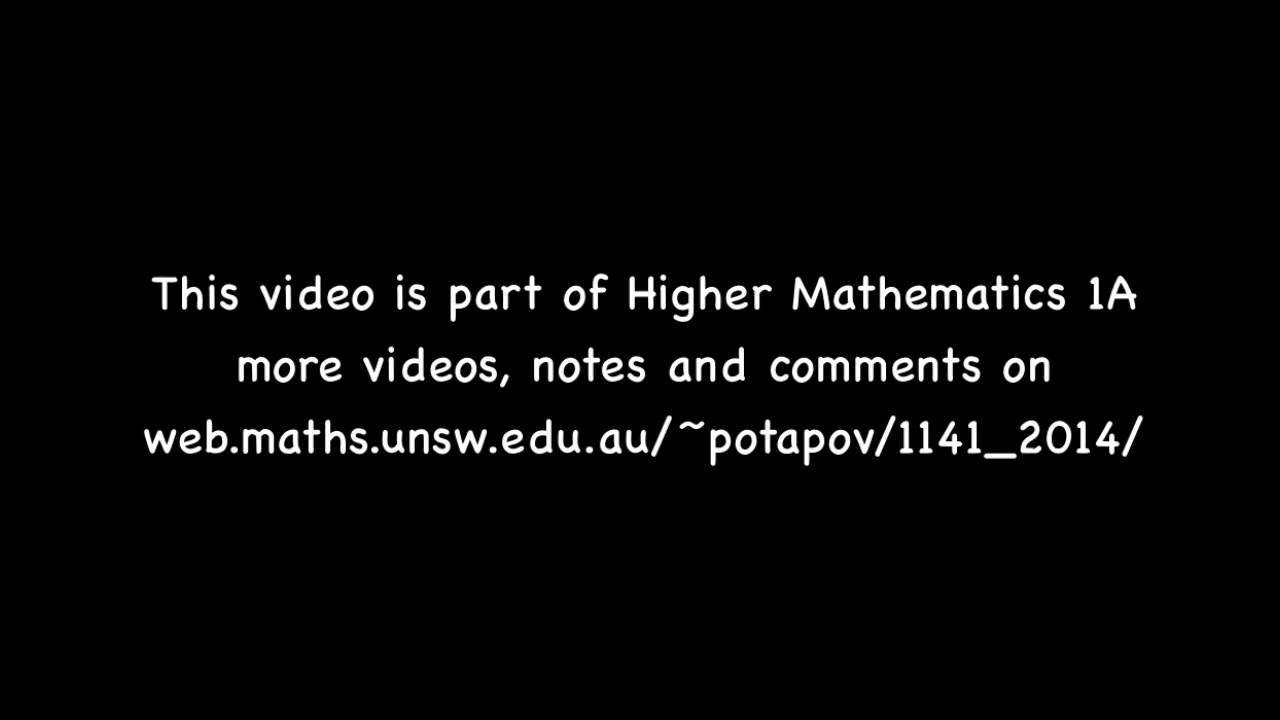 This video is part of Higher Mathematics 1A
more videos, notes and comments on
web.maths.unsw.edu.au/~potapov/1141_2014/